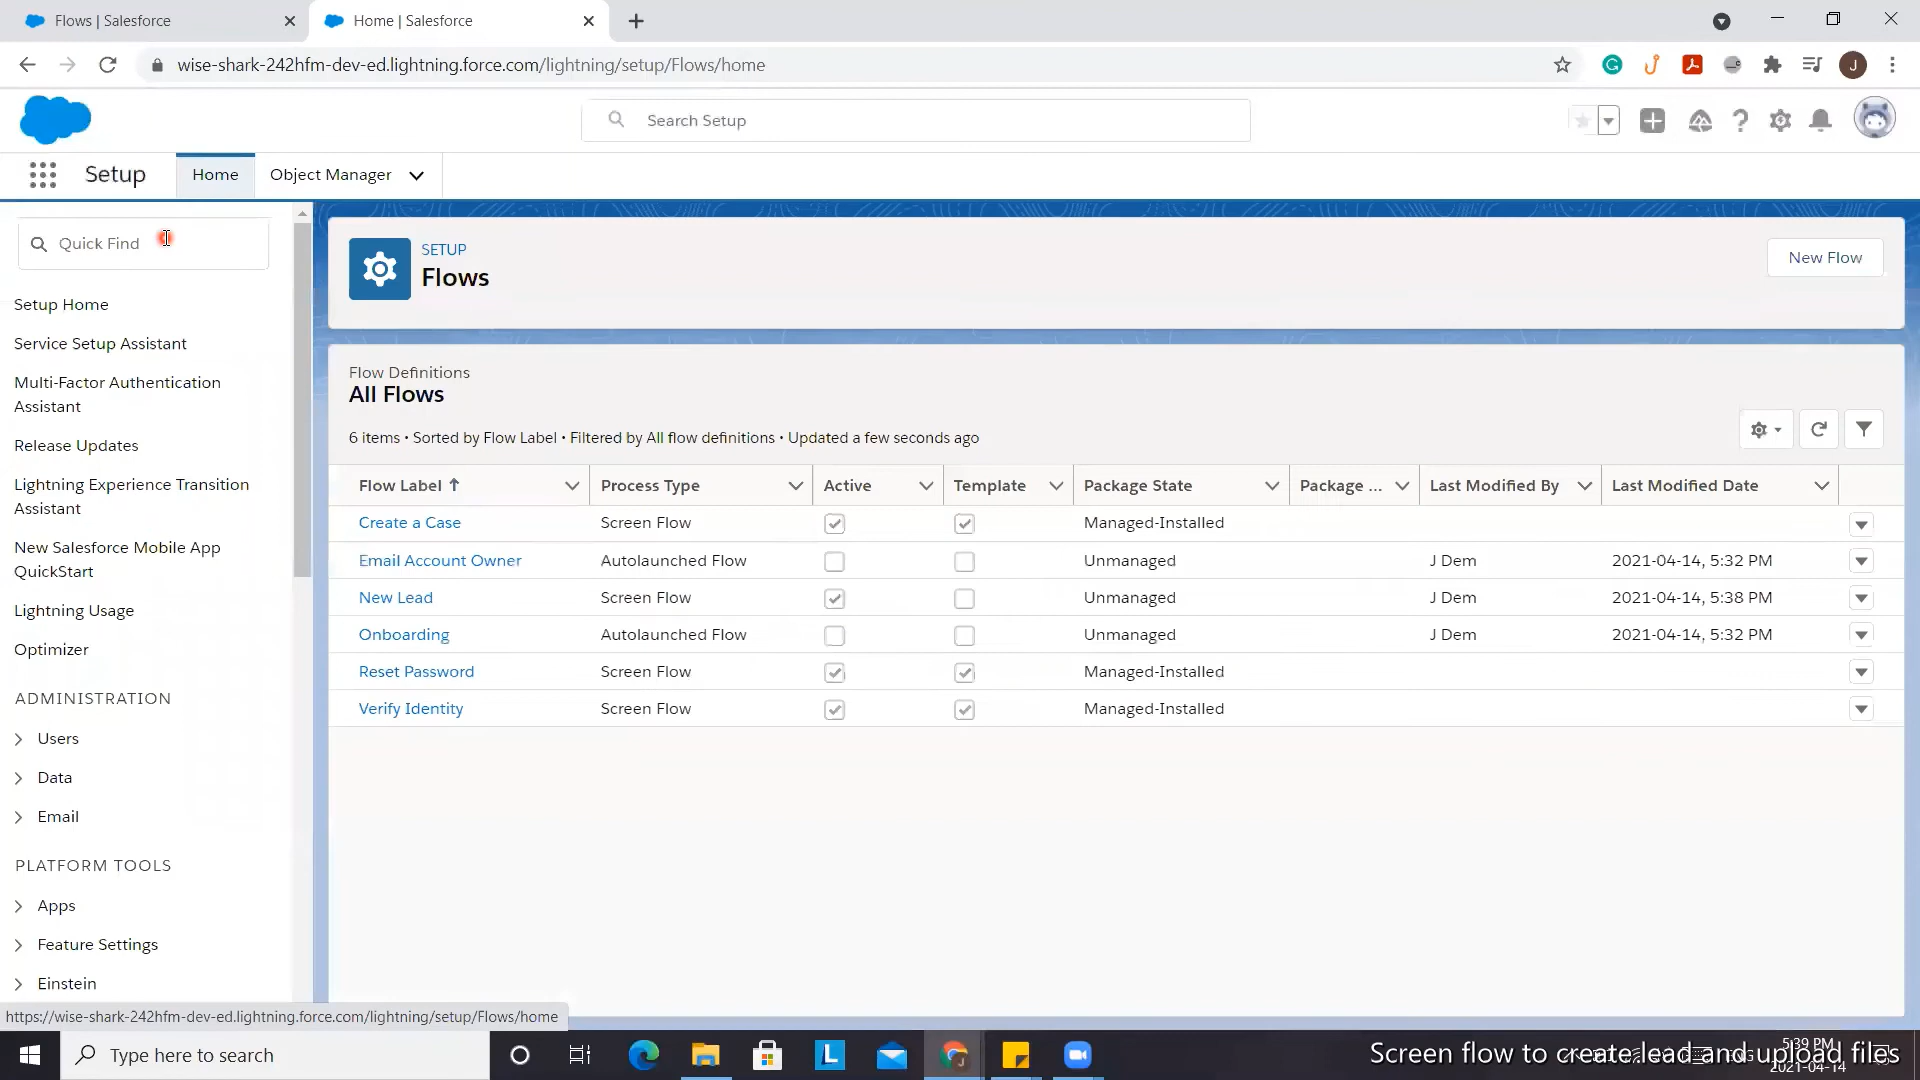 Flows | Salesforce
Home | Salesforce
wise-shark-242hfm-dev-ed.lightning.force.com/lightning/setup/Flows/home
J
Search Setup
Setup
Home
Object Manager
Quick Find
Setup Home
Service Setup Assistant
Multi-Factor Authentication
Assistant
Release Updates
Lightning Experience Transition
Assistant
New Salesforce Mobile App
QuickStart
Lightning Usage
Optimizer
ADMINISTRATION
Users
Data
Email
PLATFORM TOOLS
Apps
Feature Settings
Einstein
SETUP
Flows
New Flow
Flow Definitions
All Flows
6 items • Sorted by Flow Label • Filtered by All flow definitions • Updated a few seconds ago
Flow Label Process Type Active Template Package State Package ... Last Modified By Last Modified Date
Create a Case Screen Flow Managed-Installed
Email Account Owner Autolaunched Flow Unmanaged J Dem 2021-04-14, 5:32 PM
New Lead Screen Flow Unmanaged J Dem 2021-04-14, 5:38 PM
Onboarding Autolaunched Flow Unmanaged J Dem 2021-04-14, 5:32 PM
Reset Password Screen Flow Managed-Installed
Verify Identity Screen Flow Managed-Installed
https://wise-shark-242hfm-dev-ed.lightning.force.com/lightning/setup/Flows/home
Type here to search
L
Screen flow to create lead and upload files
5:39 PM
2021-04-14